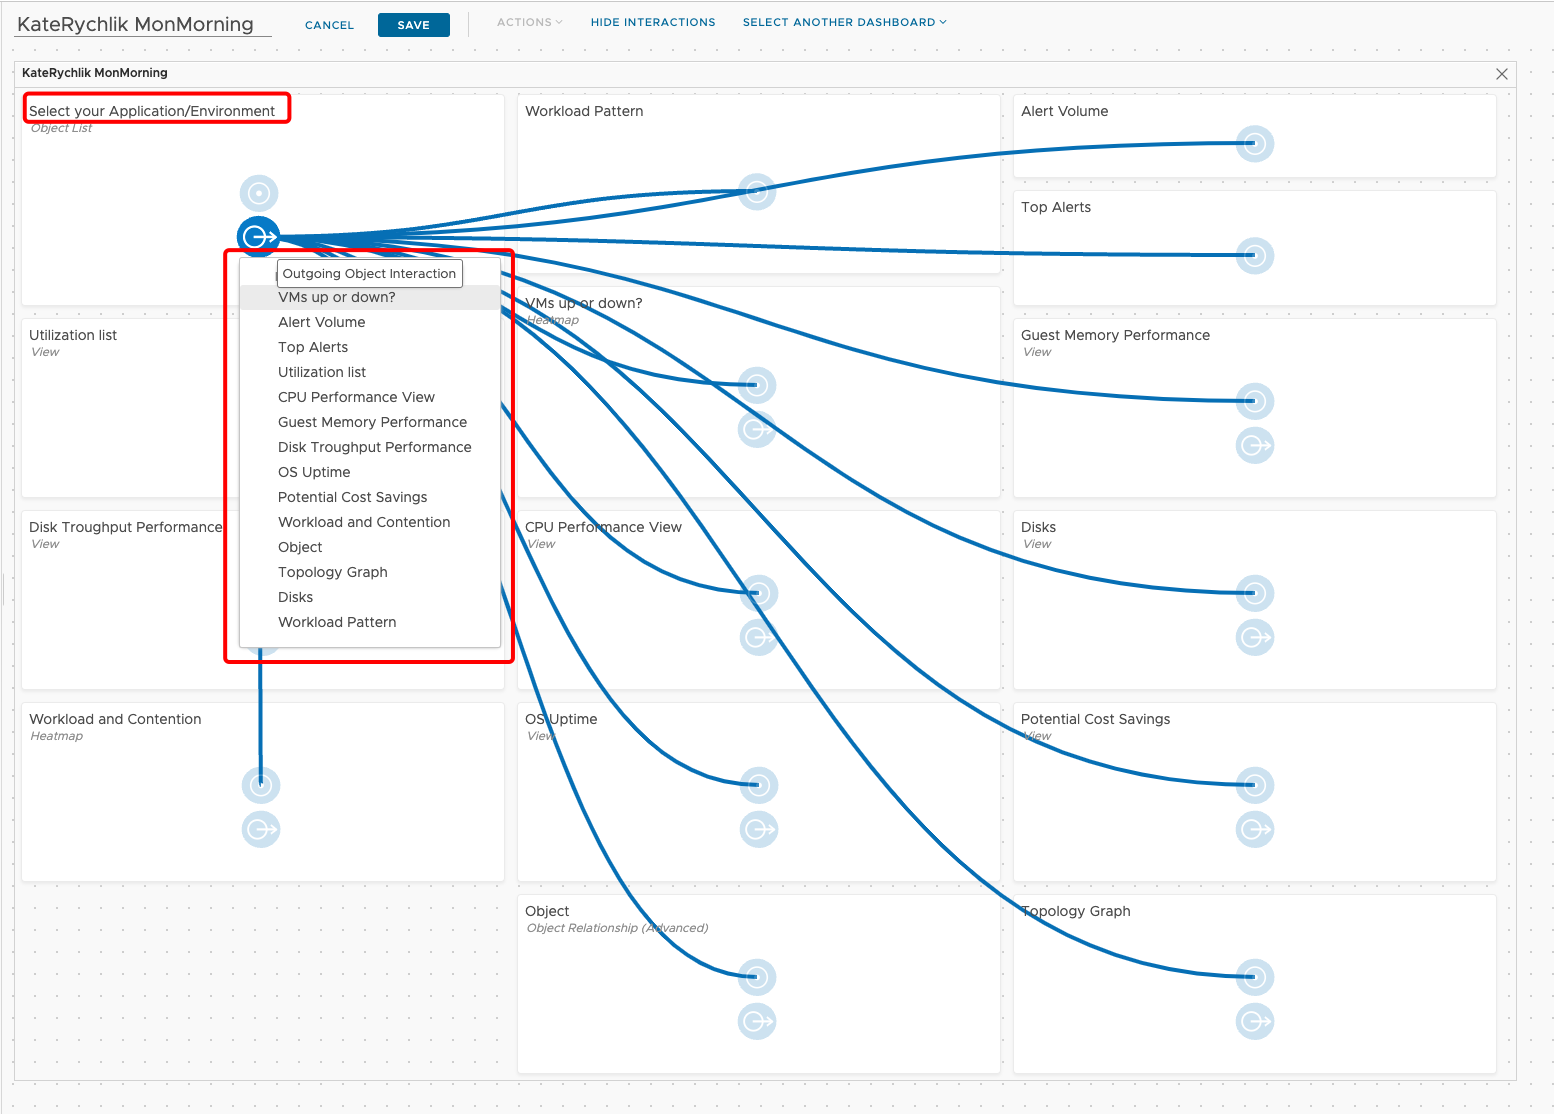 KateRychlik MonMorning
CANCEL
SAVE
ACTIONS
HIDE INTERACTIONS
SELECT ANOTHER DASHBOARD
KateRychlik MonMorning
Select your Application/Environment
Object List
Workload Pattern
Alert Volume
Top Alerts
Outgoing Object Interaction
VMs up or down?
Alert Volume
Top Alerts
Utilization list
CPU Performance View
Guest Memory Performance
Disk Troughput Performance
OS Uptime
Potential Cost Savings
Workload and Contention
Object
Topology Graph
Disks
Workload Pattern
VMs up or down?
Heatmap
Utilization list
View
Guest Memory Performance
View
Disk Troughput Performance
View
CPU Performance View
View
Disks
View
Workload and Contention
Heatmap
OS Uptime
View
Potential Cost Savings
View
Object
Object Relationship (Advanced)
Topology Graph